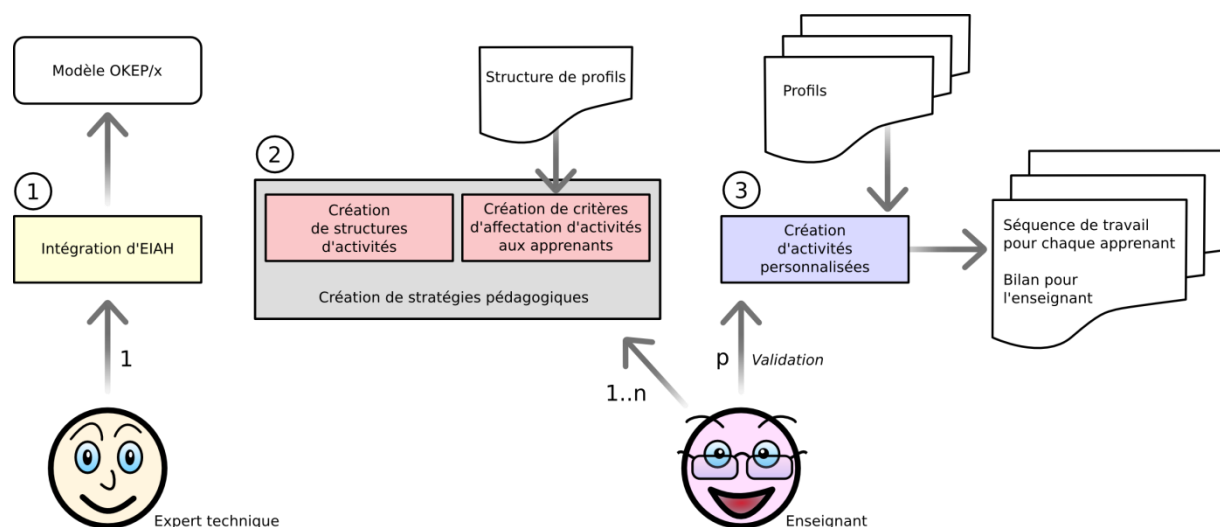 Modèle OKEP/x
1
Intégration d'EIAH
1
Expert technique
Structure de profils
2
Création
de structures
d'activités
Création de critères
d'affectation d'activités
aux apprenants
Création de stratégies pédagogiques
1..n
Profils
3
Création
d'activités
personnalisées
p
Validation
Enseignant
Séquence de travail
pour chaque apprenant
Bilan pour
l'enseignant